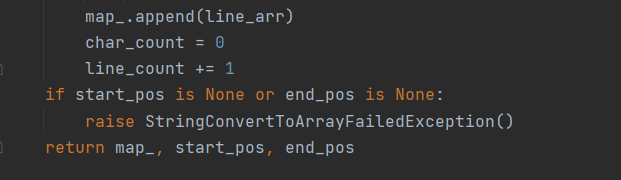 map_.append(line_arr)
char_count = 0
line_count += 1
if start_pos is None or end_pos is None:
raise StringConvertToArrayFailedException()
return map_, start_pos, end_pos